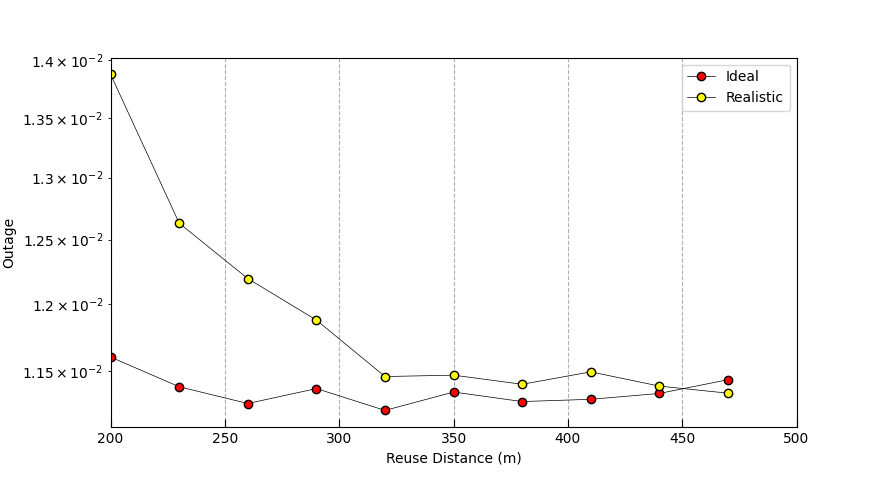 Outage
1.4 × 10⁻²
1.35 × 10⁻²
1.3 × 10⁻²
1.25 × 10⁻²
1.2 × 10⁻²
1.15 × 10⁻²
Ideal
Realistic
200 250 300 350 400 450 500
Reuse Distance (m)